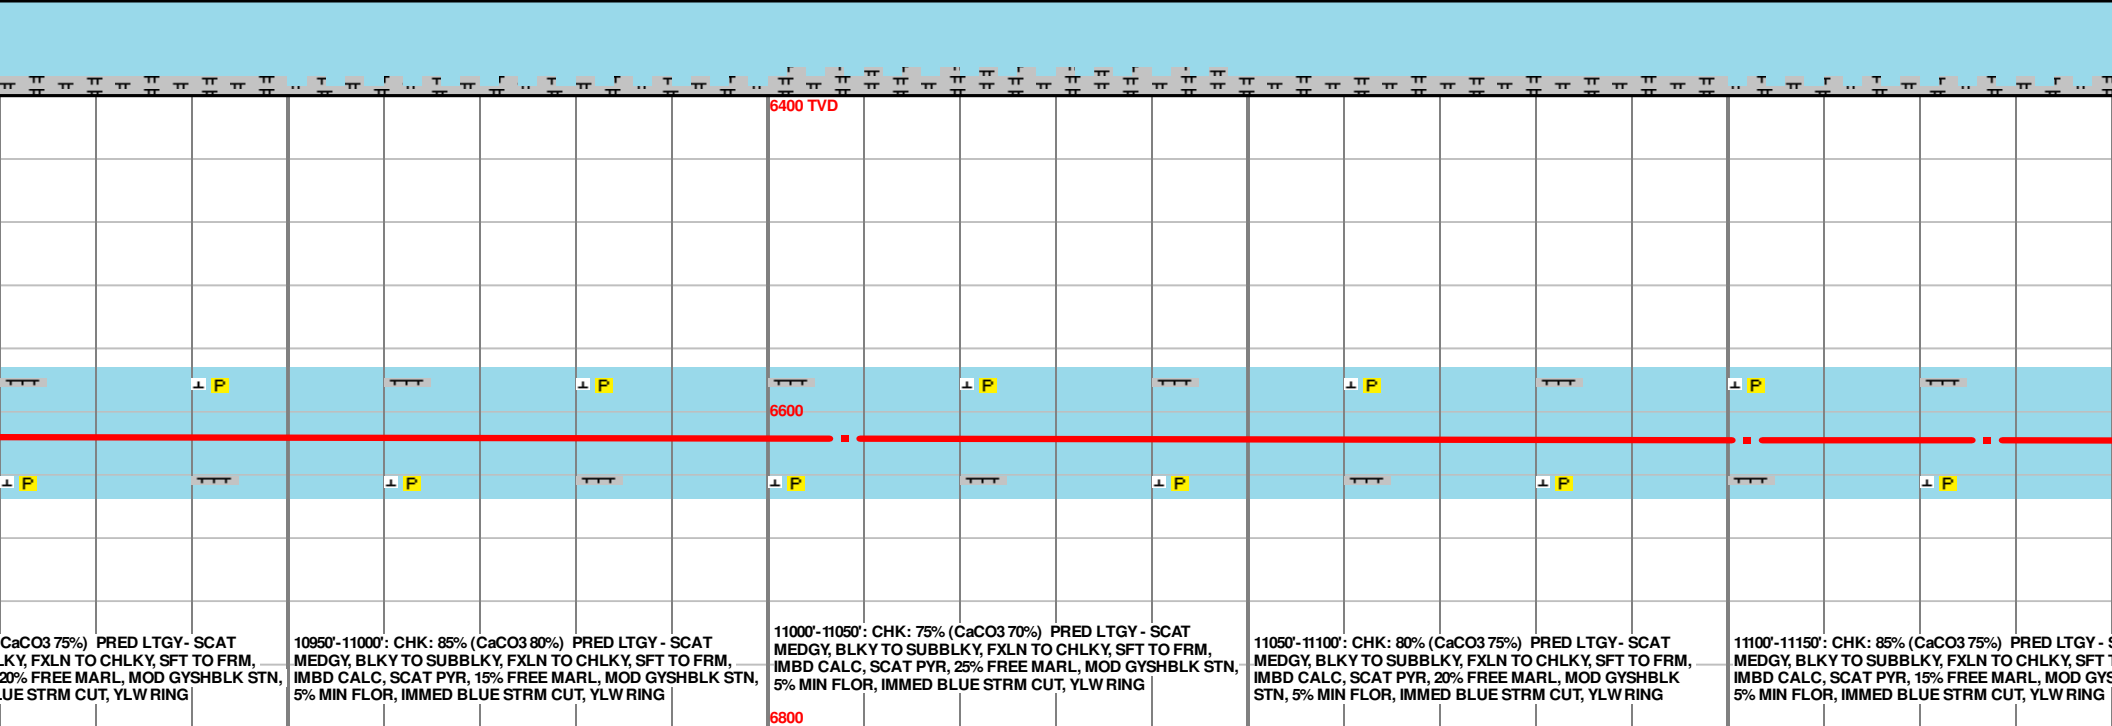 6400 TVD
P
P
P
P
P
6600
P
P
P
P
P
P
CaCO3 75%) PRED LTGY - SCAT
LKY, FXLN TO CHLKY, SFT TO FRM,
20% FREE MARL, MOD GYSHBLK STN,
LUE STRM CUT, YLW RING
10950'-11000': CHK: 85% (CaCO3 80%) PRED LTGY - SCAT
MEDGY, BLKY TO SUBBLKY, FXLN TO CHLKY, SFT TO FRM,
IMBD CALC, SCAT PYR, 15% FREE MARL, MOD GYSHBLK STN,
5% MIN FLOR, IMMED BLUE STRM CUT, YLW RING
11000'-11050': CHK: 75% (CaCO3 70%) PRED LTGY - SCAT
MEDGY, BLKY TO SUBBLKY, FXLN TO CHLKY, SFT TO FRM,
IMBD CALC, SCAT PYR, 25% FREE MARL, MOD GYSHBLK STN,
5% MIN FLOR, IMMED BLUE STRM CUT, YLW RING
11050'-11100': CHK: 80% (CaCO3 75%) PRED LTGY - SCAT
MEDGY, BLKY TO SUBBLKY, FXLN TO CHLKY, SFT TO FRM,
IMBD CALC, SCAT PYR, 20% FREE MARL, MOD GYSHBLK
STN, 5% MIN FLOR, IMMED BLUE STRM CUT, YLW RING
11100'-11150': CHK: 85% (CaCO3 75%) PRED LTGY - S
MEDGY, BLKY TO SUBBLKY, FXLN TO CHLKY, SFT T
IMBD CALC, SCAT PYR, 15% FREE MARL, MOD GYS
5% MIN FLOR, IMMED BLUE STRM CUT, YLW RING
6800